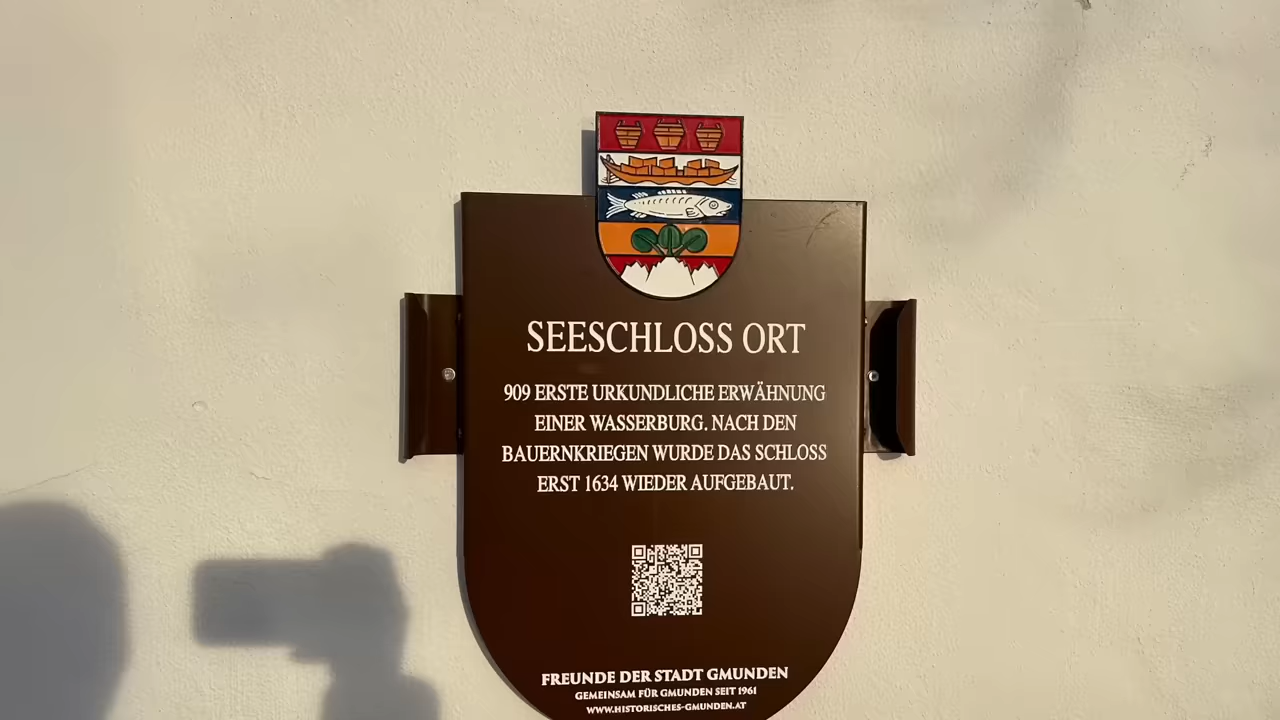 SEESCHLOSS ORT
909 ERSTE URKUNDLICHE ERWÄHNUNG
EINER WASSERBURG. NACH DEN
BAUERNKRIEGEN WURDE DAS SCHLOSS
ERST 1634 WIEDER AUFGEBAUT.
FREUNDE DER STADT GMUNDEN
GEMEINSAM FÜR GMUNDEN SEIT 1961
WWW.HISTORISCHES-GMUNDEN.AT